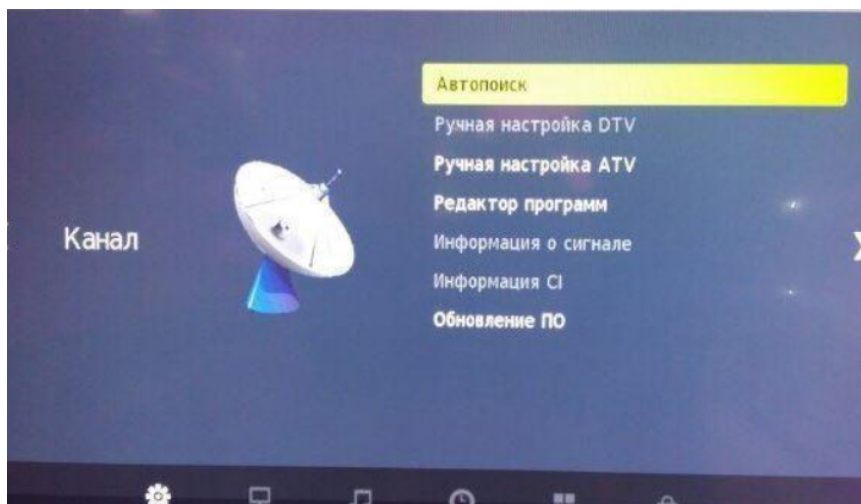 Автопоиск
Ручная настройка DTV
Ручная настройка ATV
Редактор программ
Канал
Информация о сигнале
Информация CI
Обновление ПО